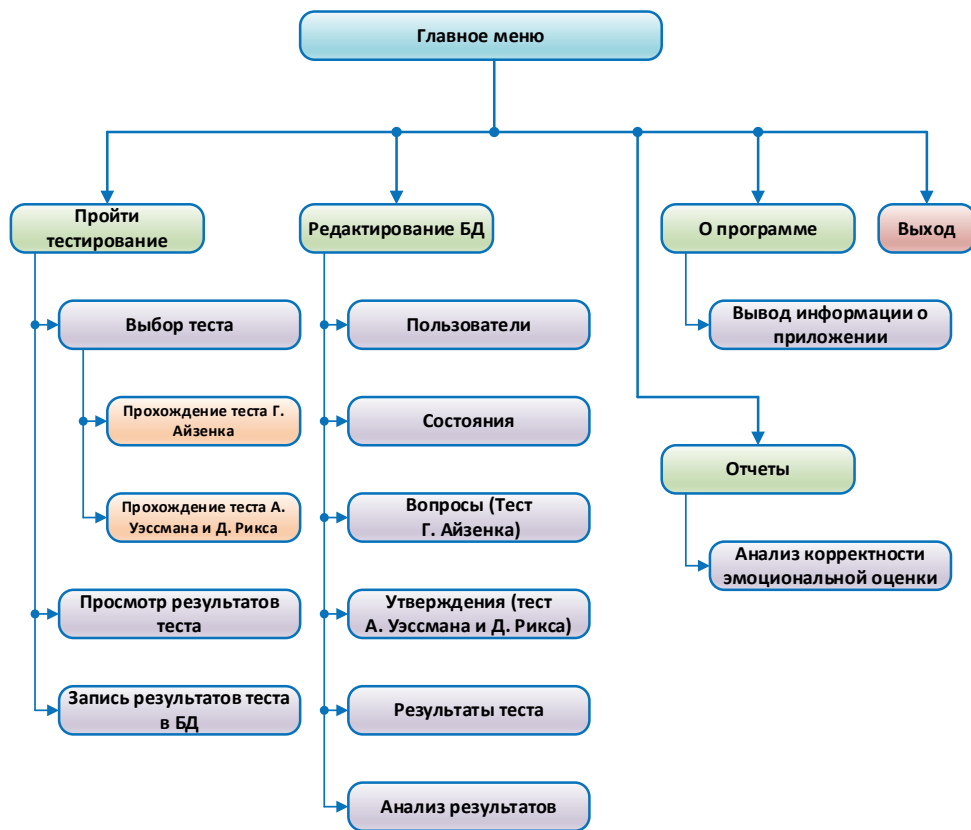 Главное меню
Пройти
тестирование
Редактирование БД
О программе
Выход
Выбор теста
Прохождение теста Г.
Айзенка
Прохождение теста А.
Уэссмана и Д. Рикса
Просмотр результатов
теста
Запись результатов теста
в БД
Пользователи
Состояния
Вопросы (Тест
Г. Айзенка)
Утверждения (тест
А. Уэссмана и Д. Рикса)
Результаты теста
Анализ результатов
Вывод информации о
приложении
Отчеты
Анализ корректности
эмоциональной оценки